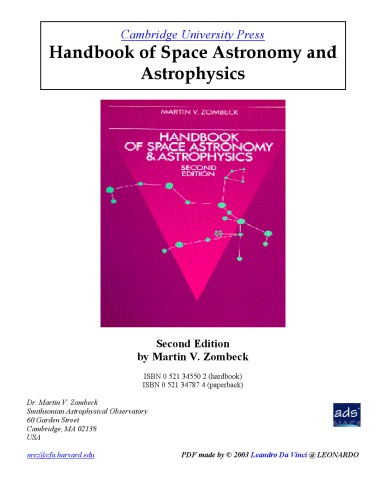 Cambridge University Press
Handbook of Space Astronomy and
Astrophysics
MARTIN V. ZOMBECK
HANDBOOK
OF SPACE ASTRONOMY
& ASTROPHYSICS
SECOND
EDITION
Second Edition
by Martin V. Zombeck
ISBN 0 521 34550 2 (hardbook)
ISBN 0 521 34787 4 (paperback)
Dr. Martin V. Zombeck
Smithsonian Astrophysical Observatory
60 Garden Street
Cambridge, MA 02138
USA
ads
NASA
mvz@cfa.harvard.edu
PDF made by © 2003 Leandro Da Vinci @ LEONARDO